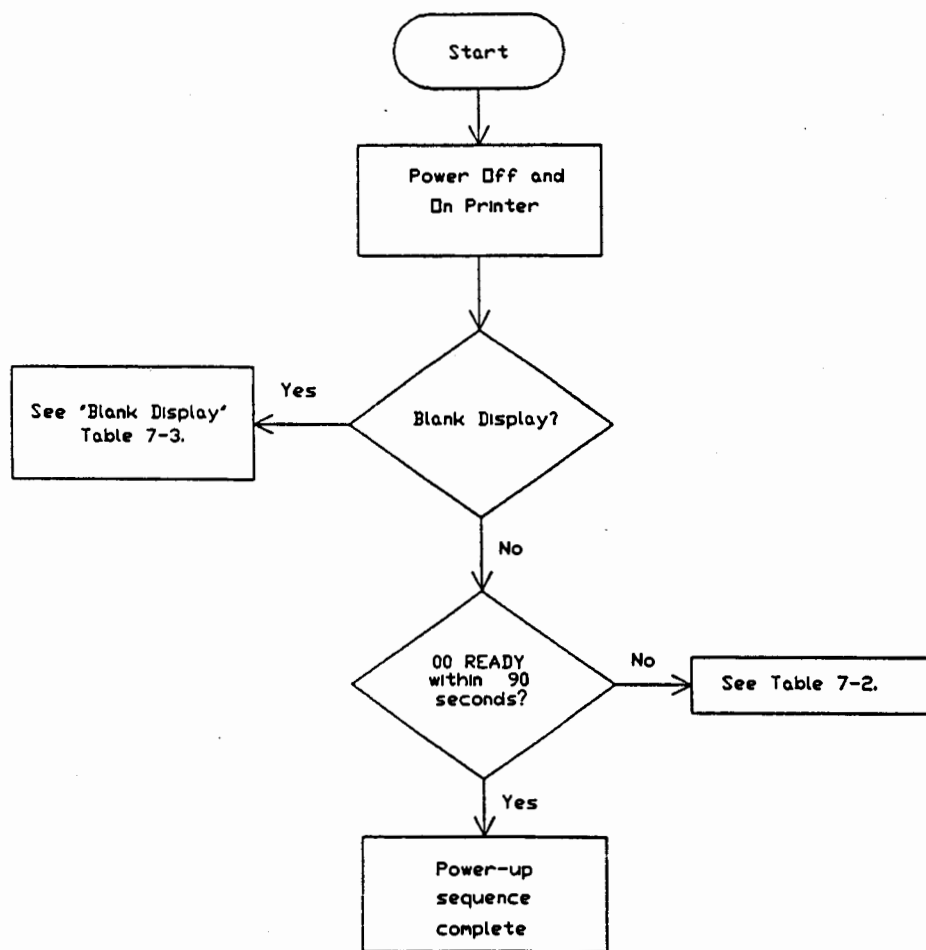 Start
Power Off and
On Printer
Yes
See "Blank Display"
Table 7-3.
Blank Display?
No
00 READY
within 90
seconds?
No
See Table 7-2.
Yes
Power-up
sequence
complete